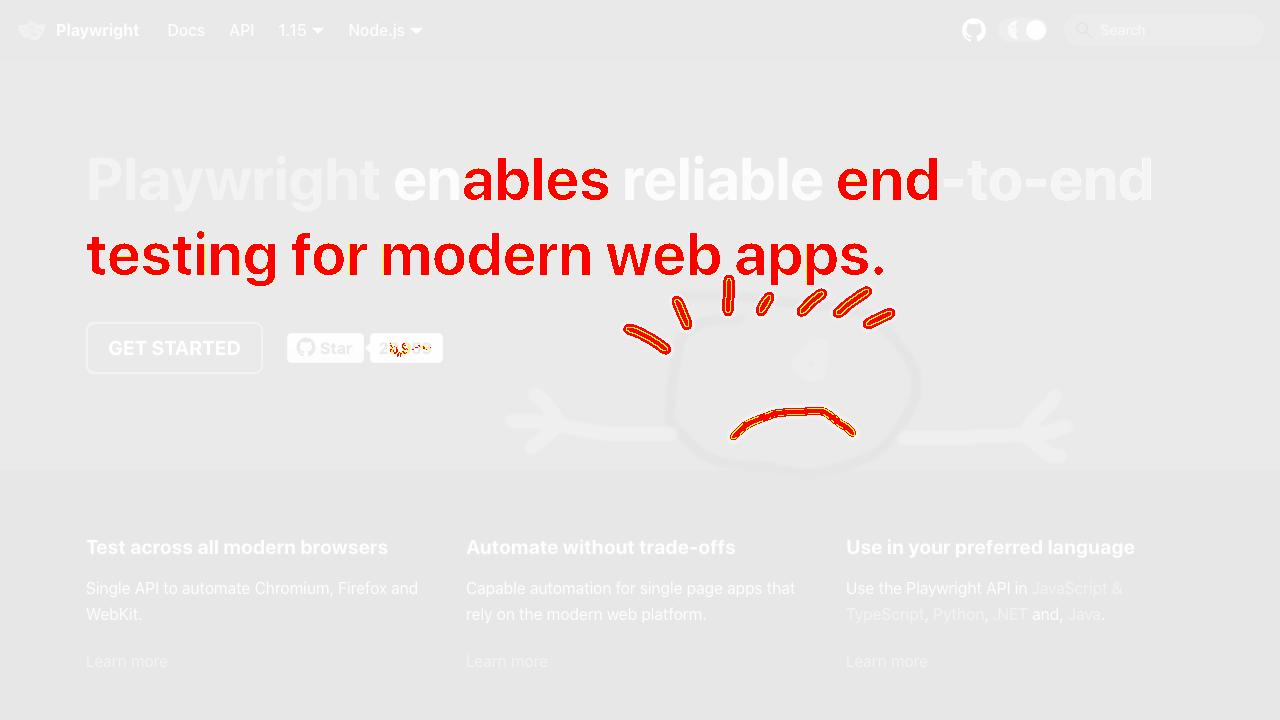 Playwright Docs API 1.15 Node.js Search
Playwright enables reliable end-to-end
testing for modern web apps.
GET STARTED Star
Test across all modern browsers
Single API to automate Chromium, Firefox and
WebKit.
Learn more
Automate without trade-offs
Capable automation for single page apps that
rely on the modern web platform.
Learn more
Use in your preferred language
Use the Playwright API in JavaScript &
TypeScript, Python, .NET and, Java.
Learn more